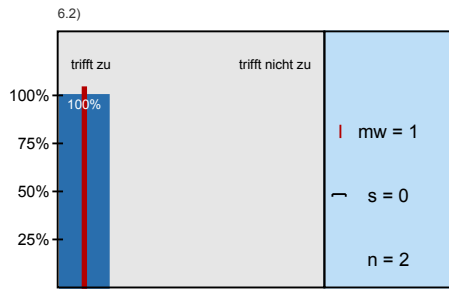 6.2)
trifft zu trifft nicht zu
100%
100%
75%
50%
25%
mw = 1
s = 0
n = 2